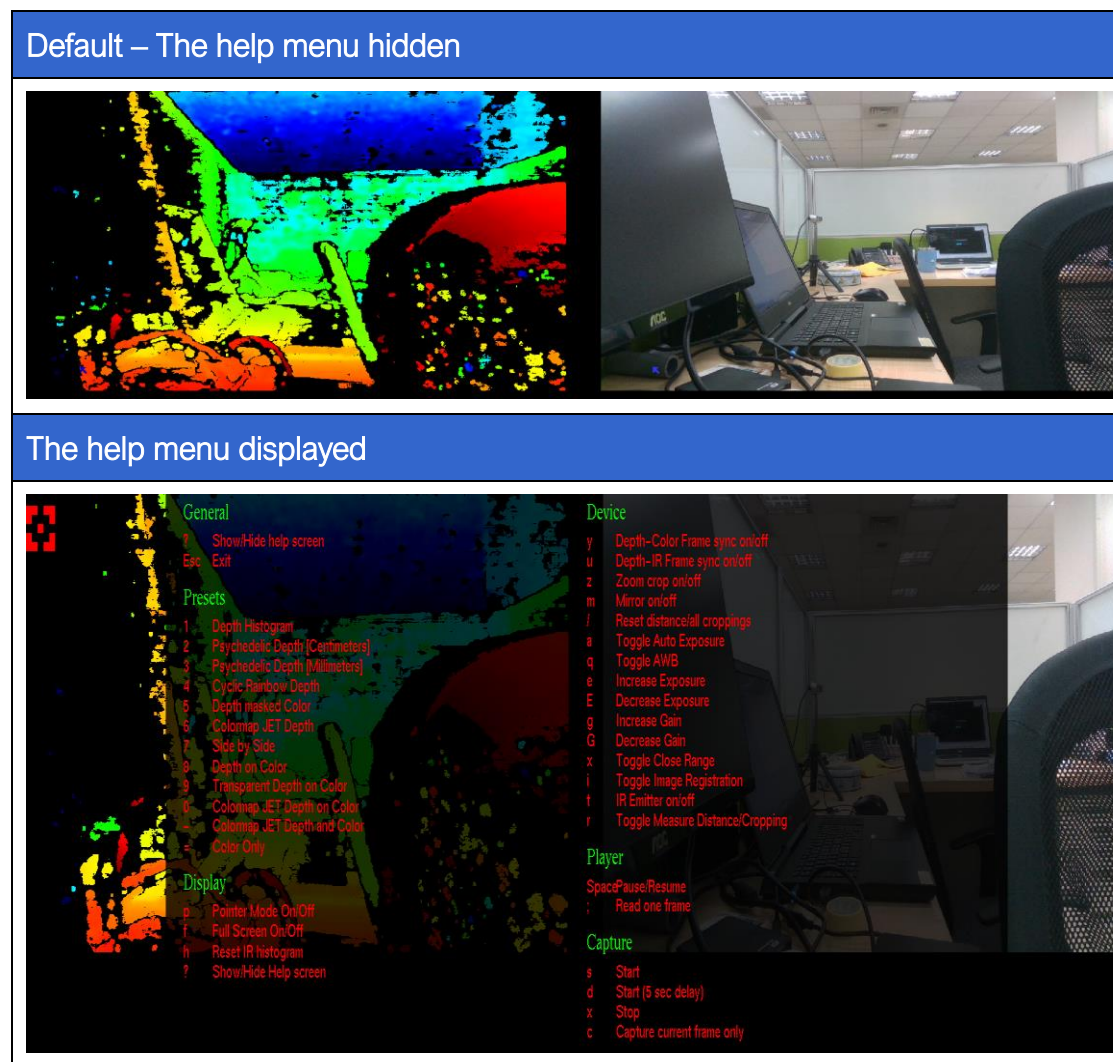 Default – The help menu hidden
AOC
The help menu displayed
General
? Show/Hide help screen
Esc Exit
Presets
1 Depth Histogram
2 Psychedelic Depth [Centimeters]
3 Psychedelic Depth [Millimeters]
4 Cyclic Rainbow Depth
5 Depth masked Color
6 Colormap JET Depth
7 Side by Side
8 Depth on Color
9 Transparent Depth on Color
0 Colormap JET Depth on Color
- Colormap JET Depth and Color
= Color Only
Display
p Pointer Mode On/Off
f Full Screen On/Off
h Reset IR histogram
? Show/Hide Help screen
Device
y Depth-Color Frame sync on/off
u Depth-IR Frame sync on/off
z Zoom crop on/off
m Mirror on/off
/ Reset distance/all croppings
a Toggle Auto Exposure
q Toggle AWB
e Increase Exposure
E Decrease Exposure
g Increase Gain
G Decrease Gain
x Toggle Close Range
i Toggle Image Registration
t IR Emitter on/off
r Toggle Measure Distance/Cropping
Player
Space Pause/Resume
; Read one frame
Capture
s Start
d Start (5 sec delay)
x Stop
c Capture current frame only
AOC